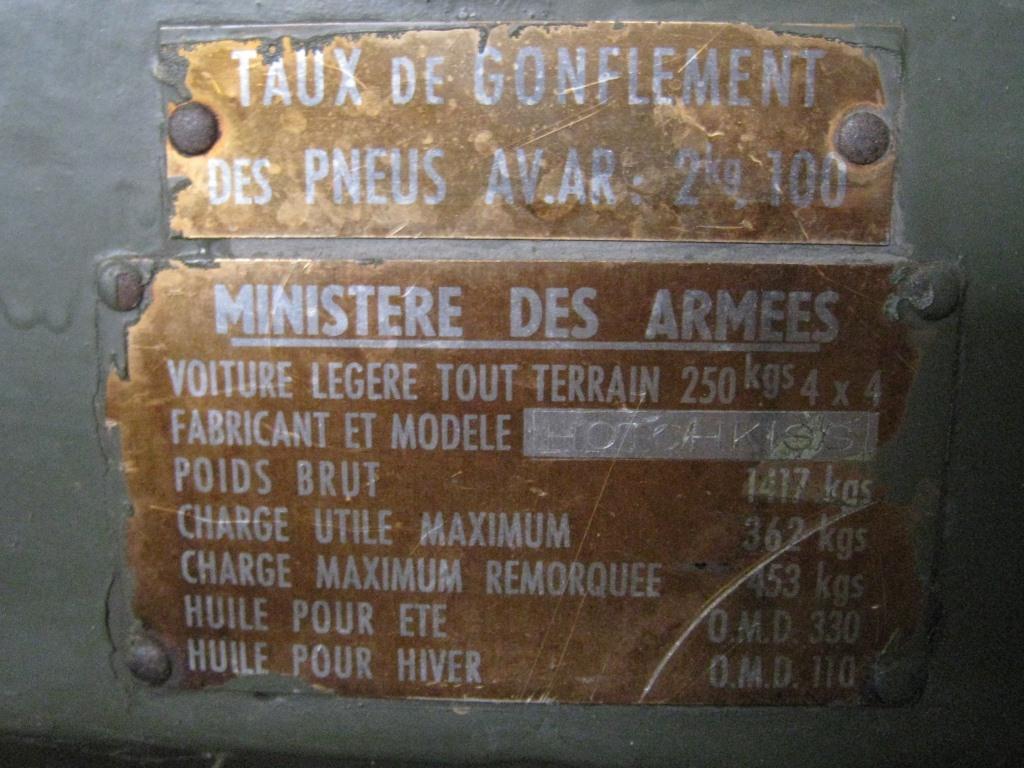 TAUX DE GONFLEMENT
DES PNEUS AV.AR: 2kg 100
MINISTERE DES ARMEES
VOITURE LEGERE TOUT TERRAIN 250 kgs 4 x 4
FABRICANT ET MODELE HOTCHKISS
POIDS BRUT 1417 kgs
CHARGE UTILE MAXIMUM 362 kgs
CHARGE MAXIMUM REMORQUEE 453 kgs
HUILE POUR ETE O.M.D. 330
HUILE POUR HIVER O.M.D. 110